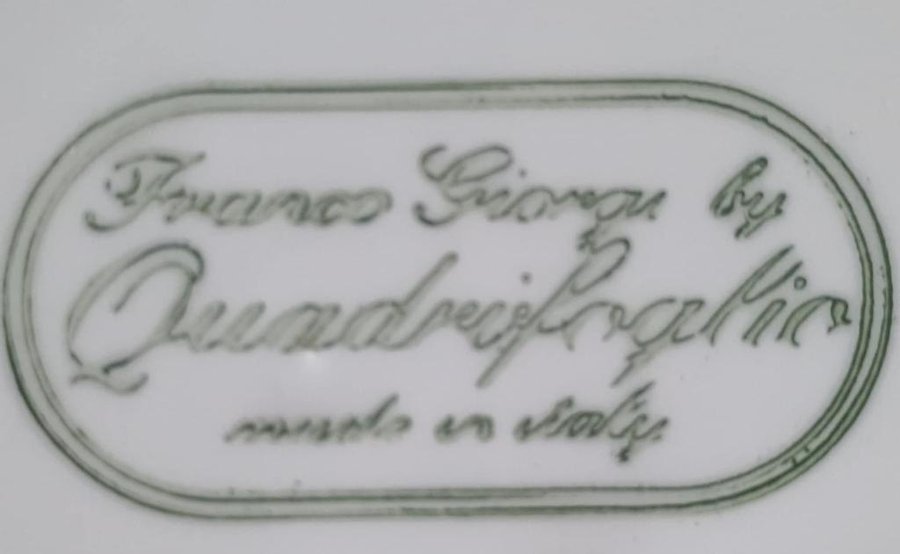 Franco Giorgi by
Quadrifoglio
made in italy